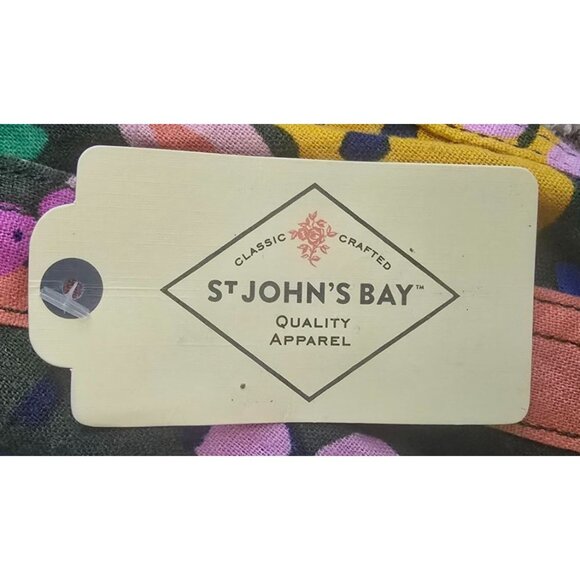 CLASSIC CRAFTED
ST JOHN'S BAY™
QUALITY
APPAREL